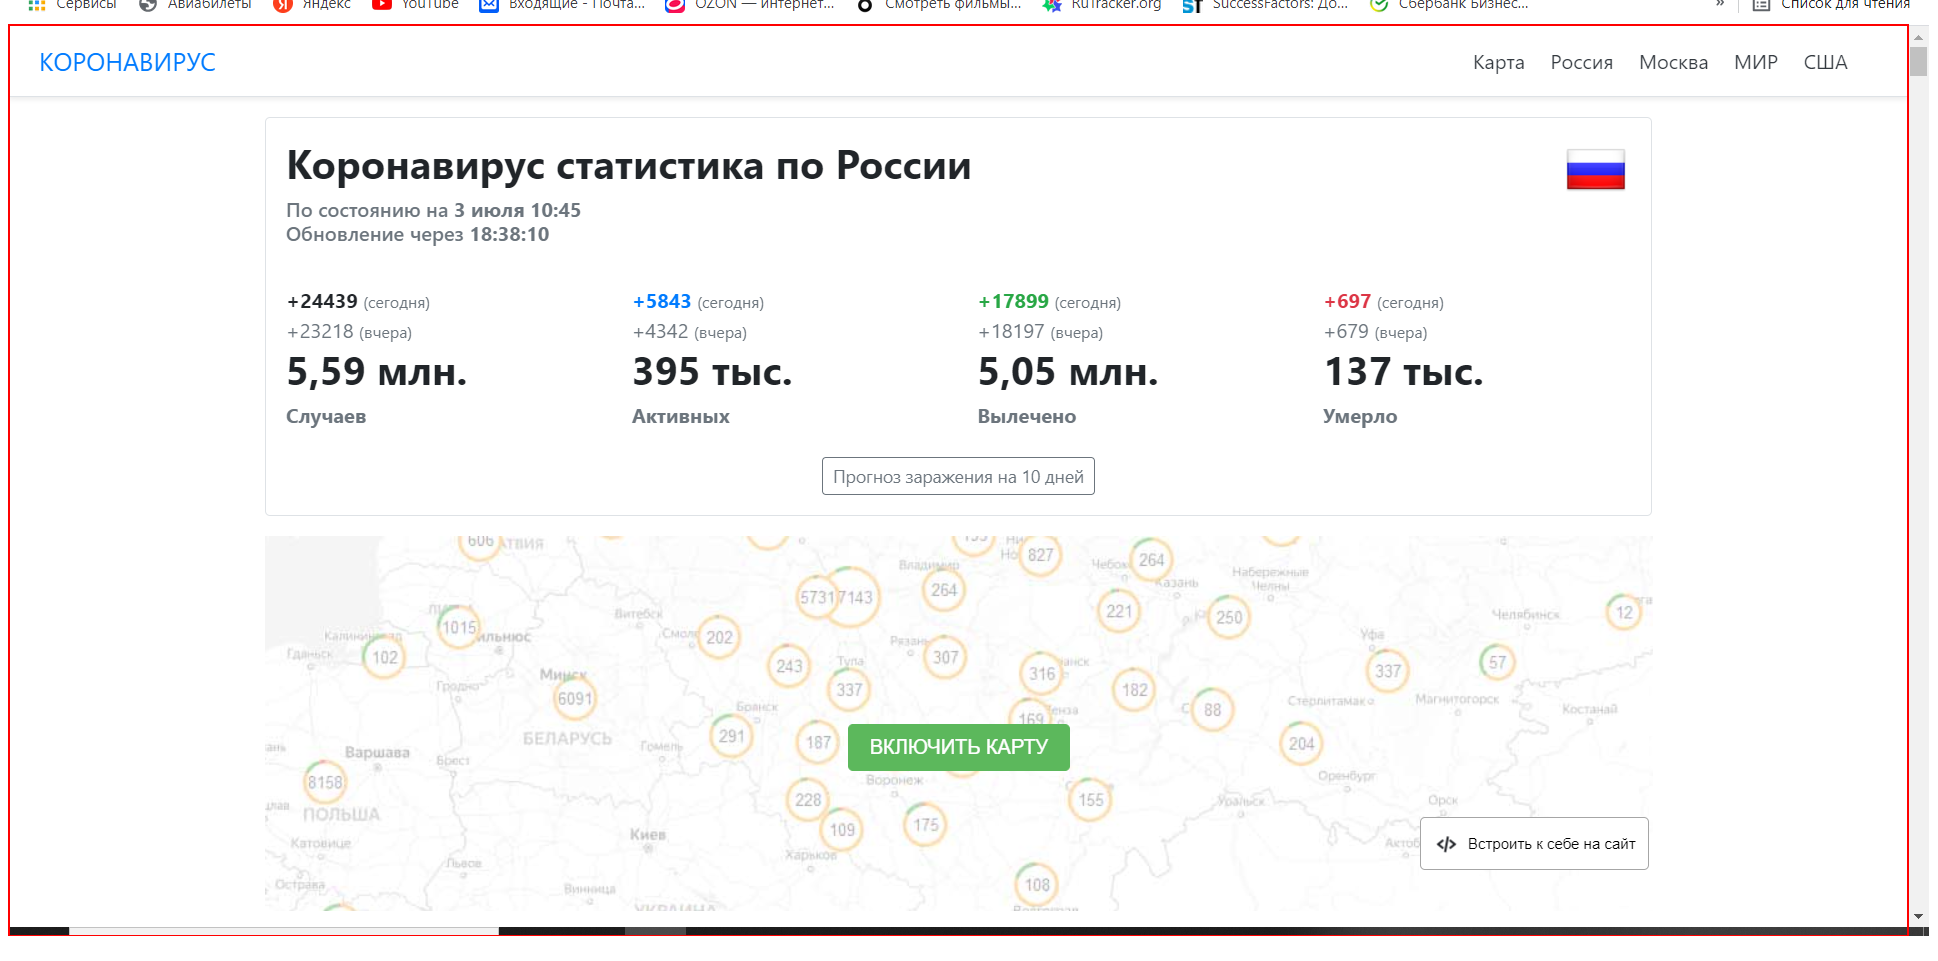 Сервисы Авиабилеты Яндекс YouTube Входящие - Почта... OZON — интернет... Смотреть фильмы... RuTracker.org SuccessFactors: До... Сбербанк Бизнес... » Список для чтения
КОРОНАВИРУС Карта Россия Москва МИР США
Коронавирус статистика по России
По состоянию на 3 июля 10:45
Обновление через 18:38:10
+24439 (сегодня) +5843 (сегодня) +17899 (сегодня) +697 (сегодня)
+23218 (вчера) +4342 (вчера) +18197 (вчера) +679 (вчера)
5,59 млн. 395 тыс. 5,05 млн. 137 тыс.
Случаев Активных Вылечено Умерло
Прогноз заражения на 10 дней
606 АТВИЯ 827
Владимир Чебок 264
Казань Набережные
Челны
5731 7143 264 221 250 Челябинск 12
Витебск
1015 ильнюс Смол 202
Калининград Рязань Уфа
Гданьск 102 243 Тула 307 316 337 57
Минск 337 182
Гродно 6091 Стерлитамак Магнитогорск
Брянск 169 Пенза 88 Костанай
БЕЛАРУСЬ Гомель 291 187 ВКЛЮЧИТЬ КАРТУ 204
Варшава Брест
8158 Воронеж Оренбург
ПОЛЬША 228 155 Уральск Орск
Киев 109 175
Катовице Харьков Актоб </> Встроить к себе на сайт
Львов
Острава Винница 108
УКРАИНА Волгоград